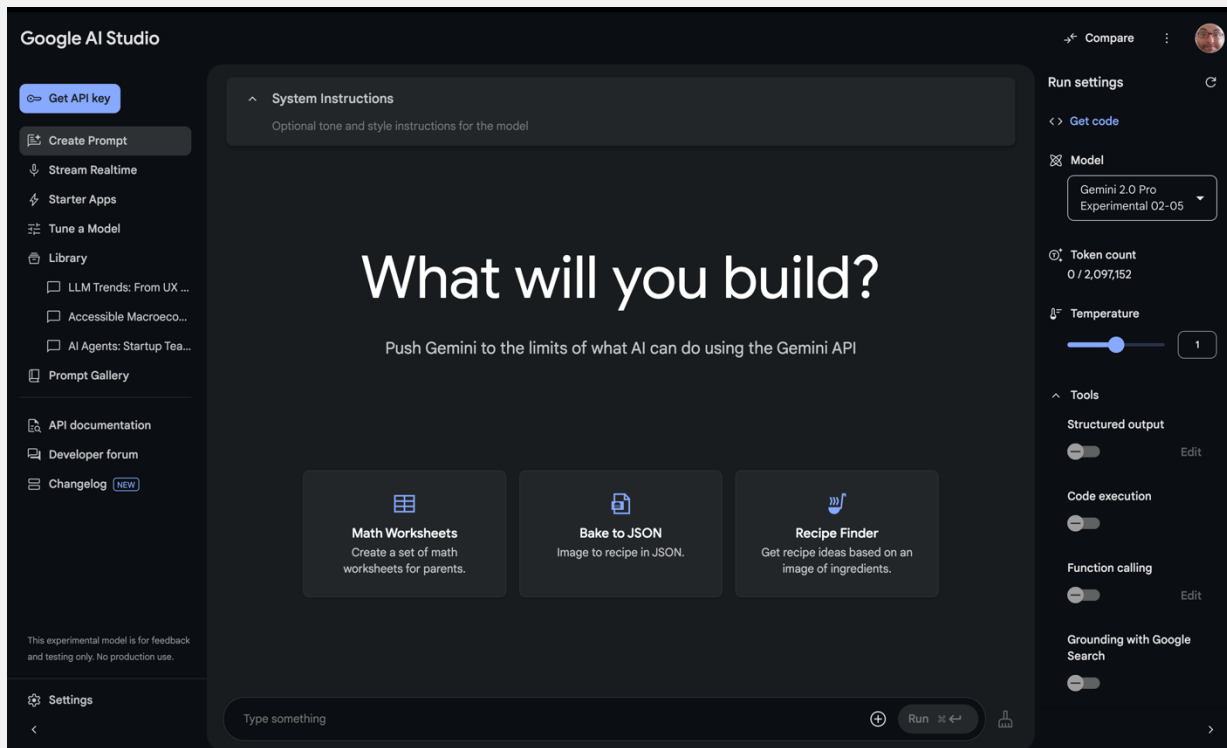 Google AI Studio
Compare
Get API key
Create Prompt
Stream Realtime
Starter Apps
Tune a Model
Library
LLM Trends: From UX ...
Accessible Macroeco...
AI Agents: Startup Tea...
Prompt Gallery
API documentation
Developer forum
Changelog NEW
This experimental model is for feedback
and testing only. No production use.
Settings
System Instructions
Optional tone and style instructions for the model
What will you build?
Push Gemini to the limits of what AI can do using the Gemini API
Math Worksheets
Create a set of math
worksheets for parents.
Bake to JSON
Image to recipe in JSON.
Recipe Finder
Get recipe ideas based on an
image of ingredients.
Type something
Run ⌘↵
Run settings
Get code
Model
Gemini 2.0 Pro
Experimental 02-05
Token count
0 / 2,097,152
Temperature
1
Tools
Structured output
Edit
Code execution
Function calling
Edit
Grounding with Google
Search